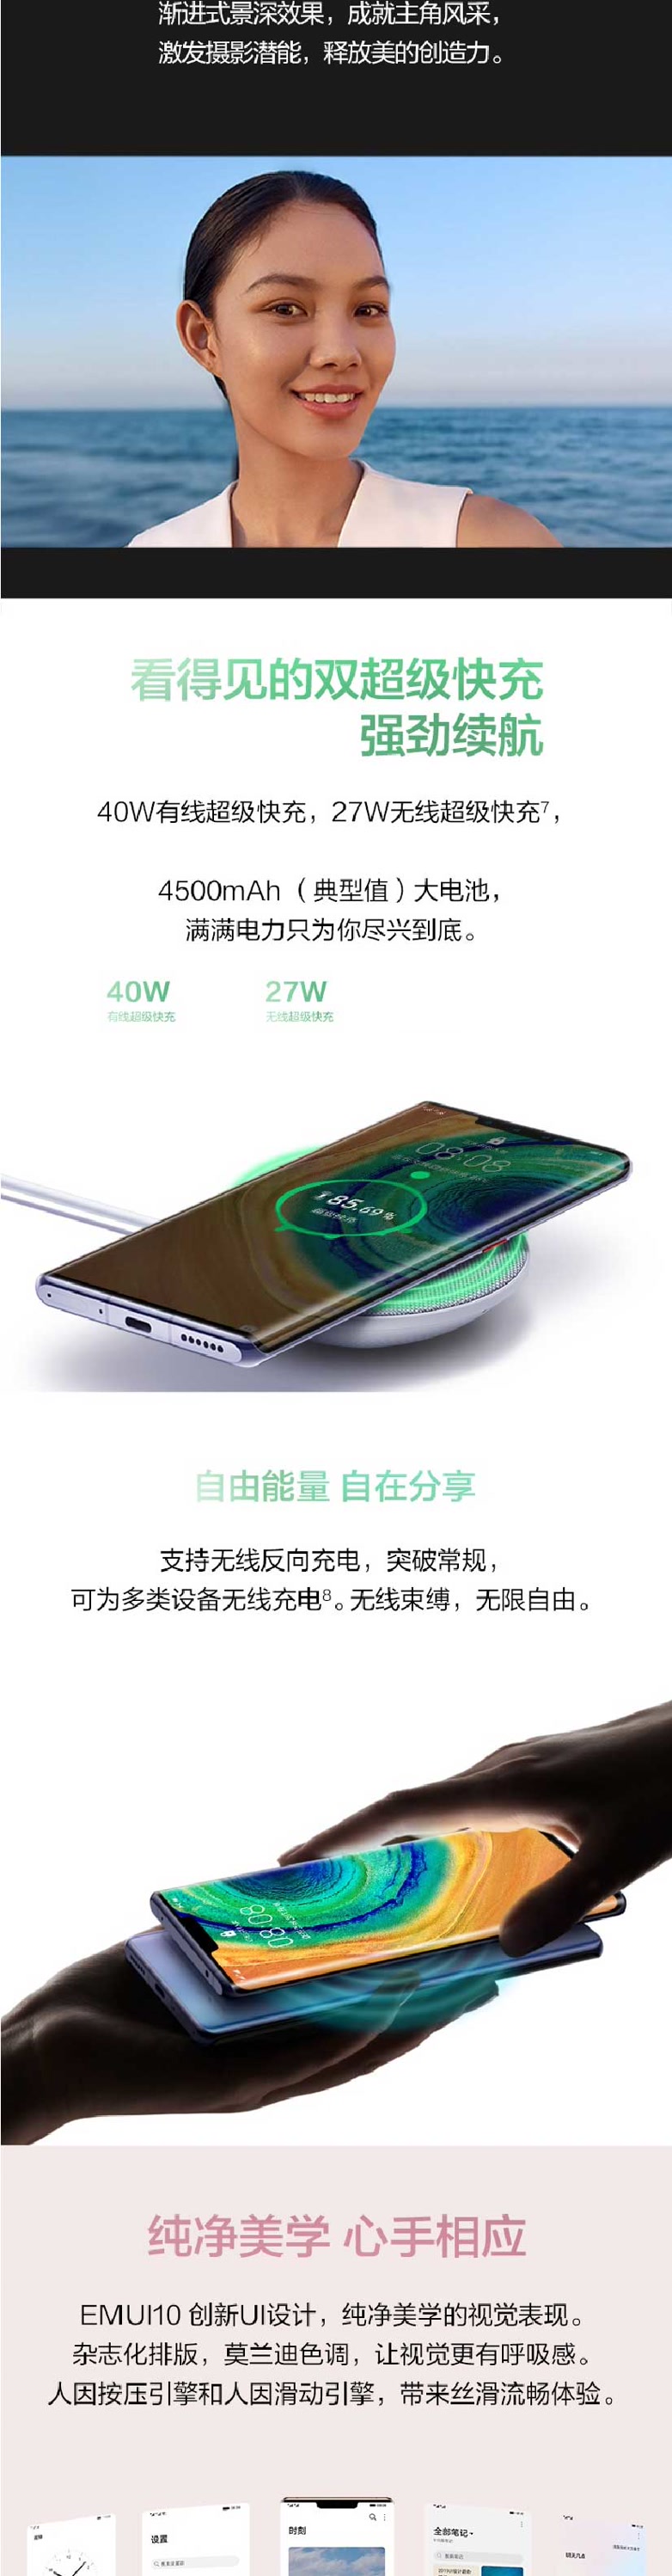 渐进式景深效果，成就主角风采，
激发摄影潜能，释放美的创造力。
看得见的双超级快充
强劲续航
40W有线超级快充，27W无线超级快充7，
4500mAh（典型值）大电池，
满满电力只为你尽兴到底。
40W 27W
有线超级快充 无线超级快充
08:08
85.69%
超级快充
自由能量 自在分享
支持无线反向充电，突破常规，
可为多类设备无线充电8。无线束缚，无限自由。
08:08
纯净美学 心手相应
EMUI10 创新UI设计，纯净美学的视觉表现。
杂志化排版，莫兰迪色调，让视觉更有呼吸感。
人因按压引擎和人因滑动引擎，带来丝滑流畅体验。
设置
时刻
全部笔记